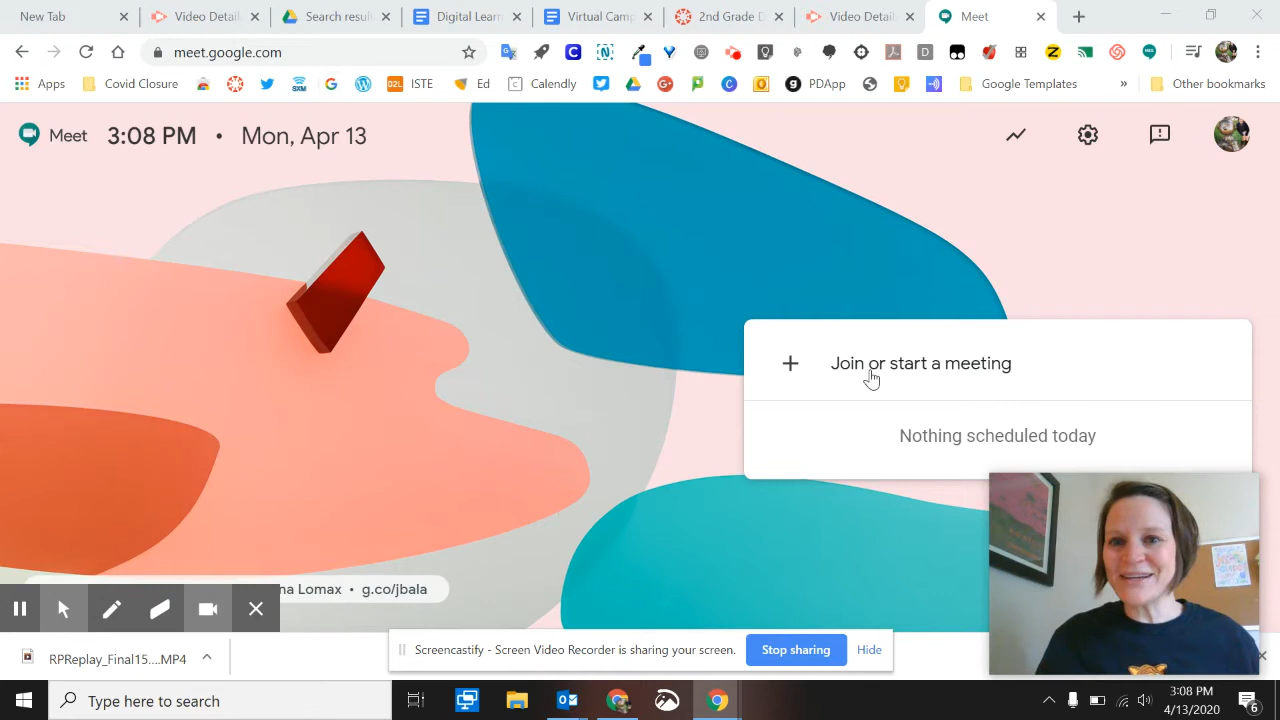 New Tab
Video Detail
Search result
Digital Learn
Virtual Camp
2nd Grade D
Video Detail
Meet
meet.google.com
Apps
Covid Closure
ISTE
Ed
Calendly
PDApp
Google Templates
»
Other bookmarks
Meet 3:08 PM • Mon, Apr 13
Join or start a meeting
Nothing scheduled today
na Lomax • g.co/jbala
RPReplay_Final15....MP4
Screencastify - Screen Video Recorder is sharing your screen.
Stop sharing
Hide
Type here to search
3:08 PM
4/13/2020
6